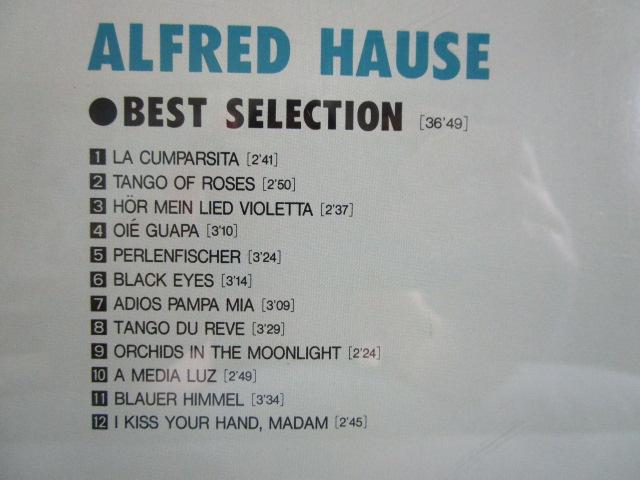 ALFRED HAUSE
●BEST SELECTION [36'49]
1 LA CUMPARSITA [2'41]
2 TANGO OF ROSES [2'50]
3 HÖR MEIN LIED VIOLETTA [2'37]
4 OIÉ GUAPA [3'10]
5 PERLENFISCHER [3'24]
6 BLACK EYES [3'14]
7 ADIOS PAMPA MIA [3'09]
8 TANGO DU REVE [3'29]
9 ORCHIDS IN THE MOONLIGHT [2'24]
10 A MEDIA LUZ [2'49]
11 BLAUER HIMMEL [3'34]
12 I KISS YOUR HAND, MADAM [2'45]